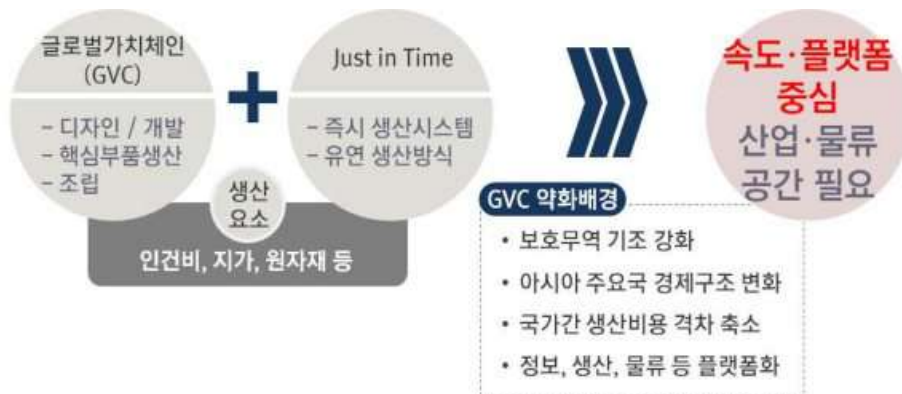 글로벌가치체인
(GVC)
– 디자인 / 개발
– 핵심부품생산
– 조립
+
Just in Time
– 즉시 생산시스템
– 유연 생산방식
생산
요소
인건비, 지가, 원자재 등
속도·플랫폼
중심
산업·물류
공간 필요
GVC 약화배경
• 보호무역 기조 강화
• 아시아 주요국 경제구조 변화
• 국가간 생산비용 격차 축소
• 정보, 생산, 물류 등 플랫폼화